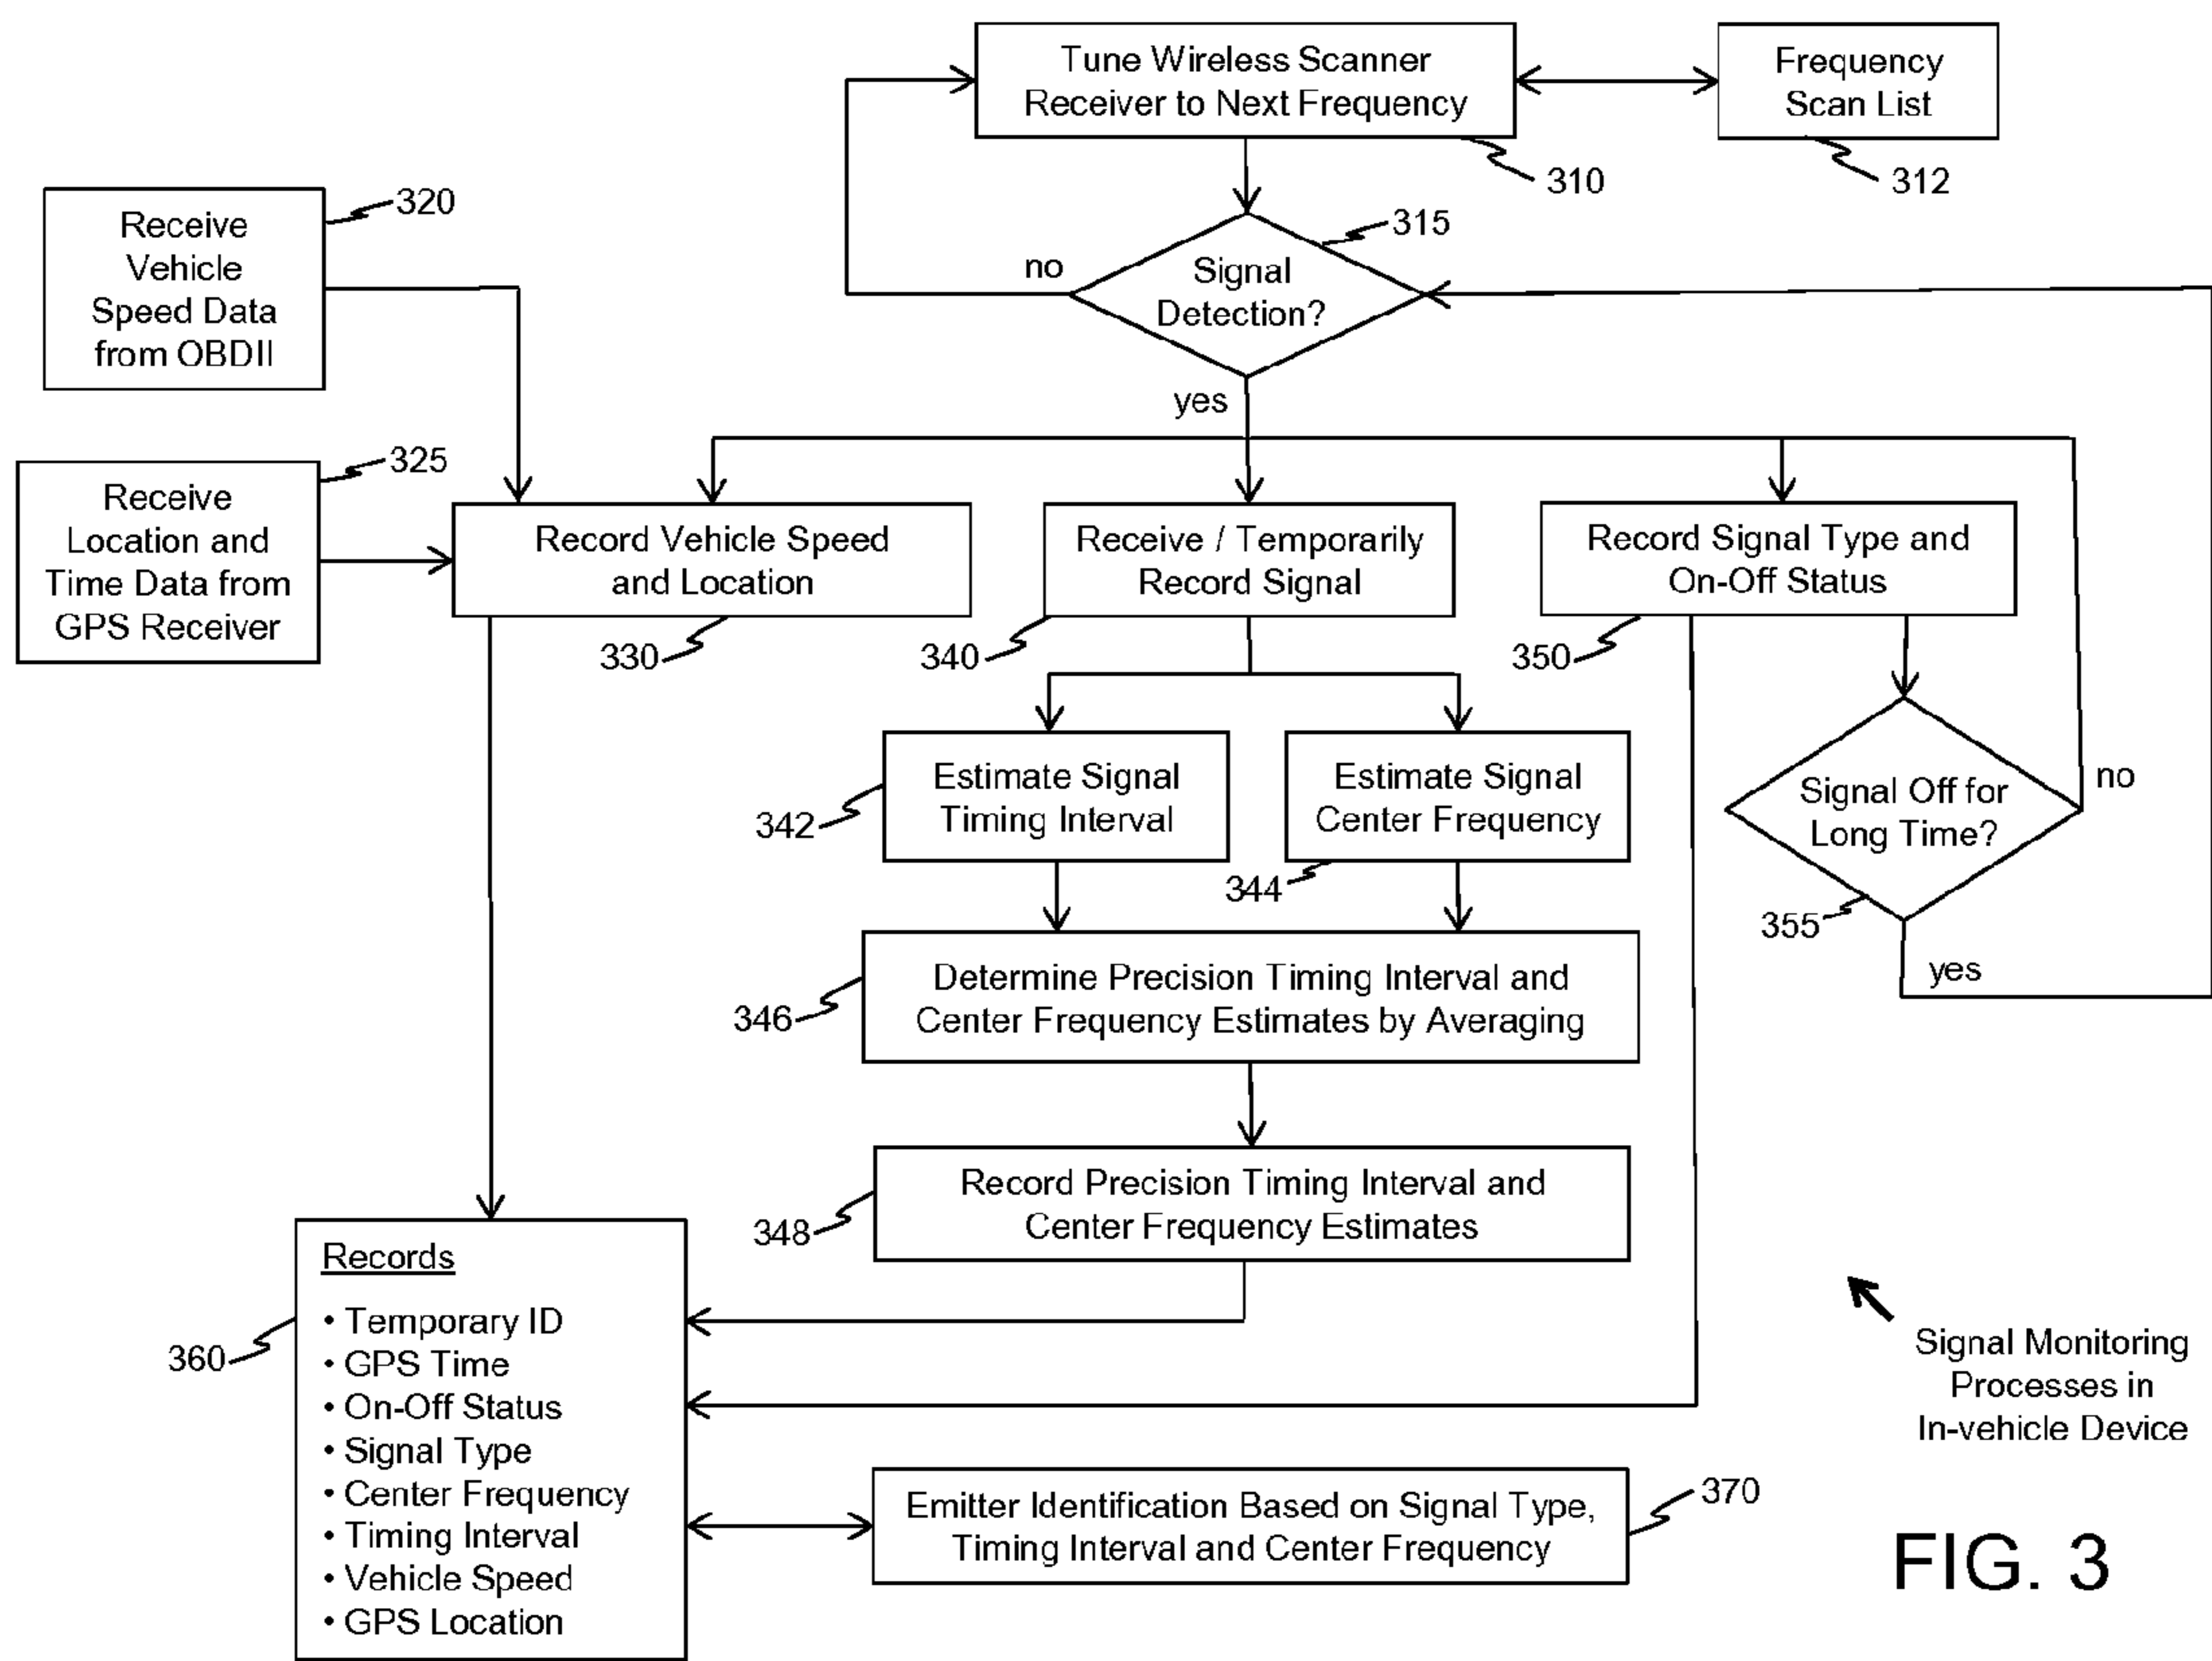 Tune Wireless Scanner
Receiver to Next Frequency
310
Frequency
Scan List
312
Receive
Vehicle
Speed Data
from OBDII
320
315
Signal
Detection?
no
yes
Receive
Location and
Time Data from
GPS Receiver
325
Record Vehicle Speed
and Location
330
Receive / Temporarily
Record Signal
340
Record Signal Type and
On-Off Status
350
Estimate Signal
Timing Interval
342
Estimate Signal
Center Frequency
344
Signal Off for
Long Time?
no
355
yes
Determine Precision Timing Interval and
Center Frequency Estimates by Averaging
346
Record Precision Timing Interval and
Center Frequency Estimates
348
Records
• Temporary ID
• GPS Time
• On-Off Status
• Signal Type
• Center Frequency
• Timing Interval
• Vehicle Speed
• GPS Location
360
Emitter Identification Based on Signal Type,
Timing Interval and Center Frequency
370
Signal Monitoring
Processes in
In-vehicle Device
FIG. 3